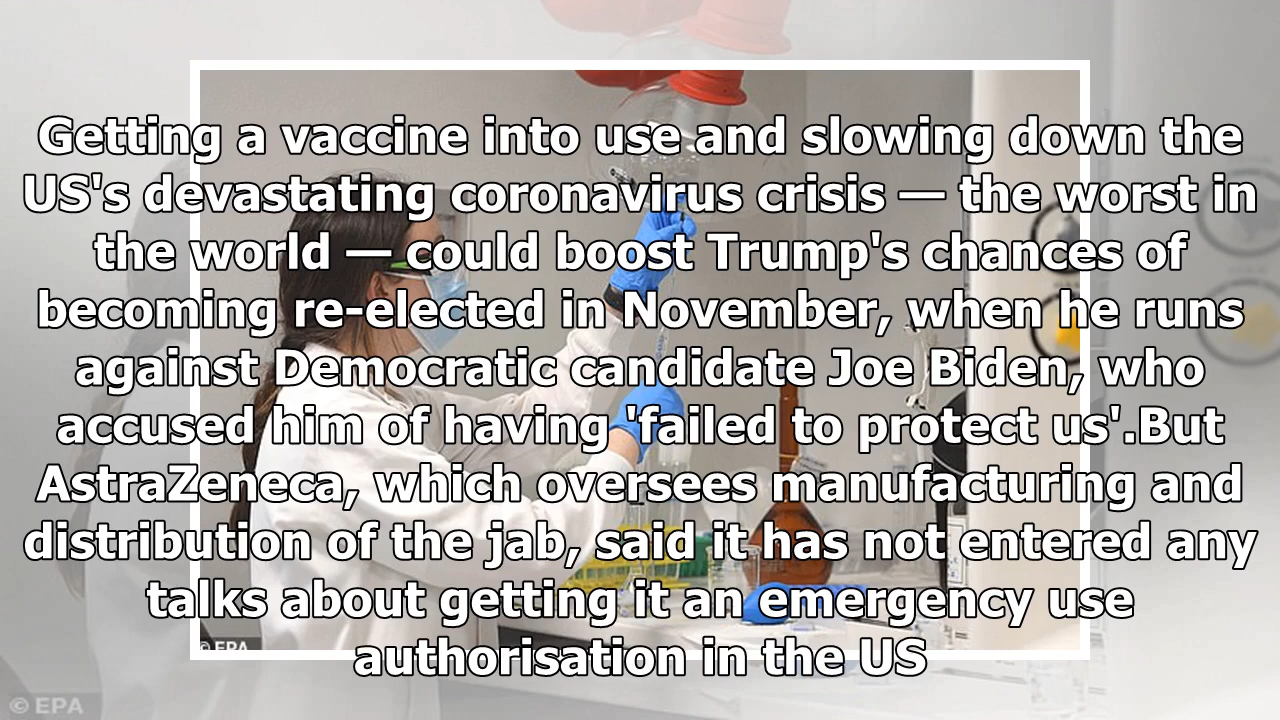 Getting a vaccine into use and slowing down the
US's devastating coronavirus crisis — the worst in
the world — could boost Trump's chances of
becoming re-elected in November, when he runs
against Democratic candidate Joe Biden, who
accused him of having 'failed to protect us'.But
AstraZeneca, which oversees manufacturing and
distribution of the jab, said it has not entered any
talks about getting it an emergency use
authorisation in the US
© EPA
© EPA